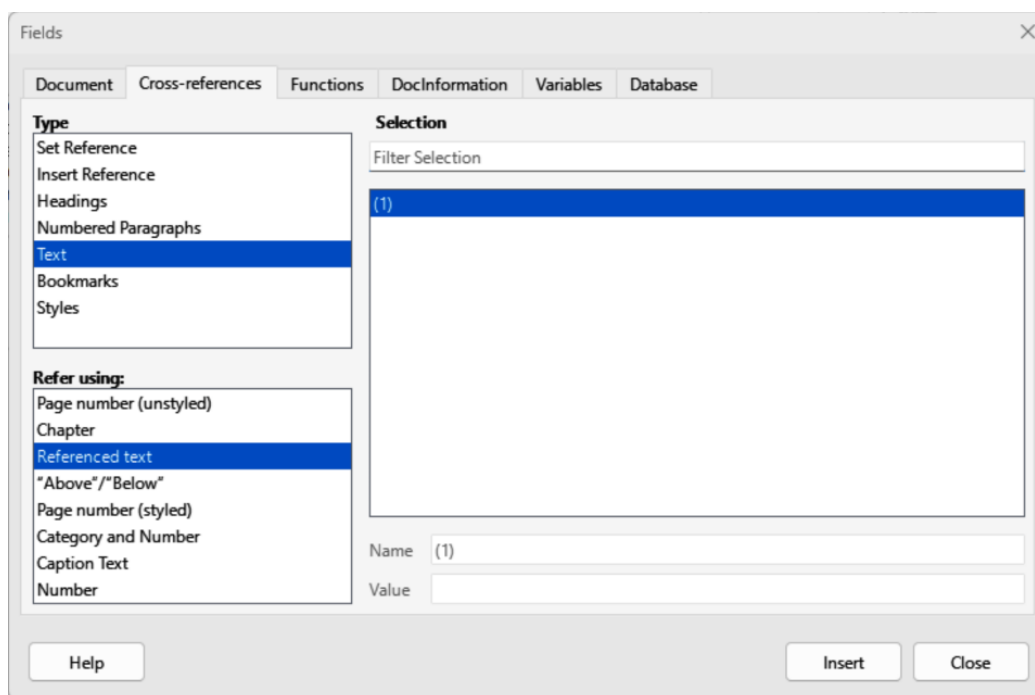 Fields
Document Cross-references Functions DocInformation Variables Database
Type
Set Reference
Insert Reference
Headings
Numbered Paragraphs
Text
Bookmarks
Styles
Refer using:
Page number (unstyled)
Chapter
Referenced text
“Above”/“Below”
Page number (styled)
Category and Number
Caption Text
Number
Selection
Filter Selection
(1)
Name (1)
Value
Help Insert Close